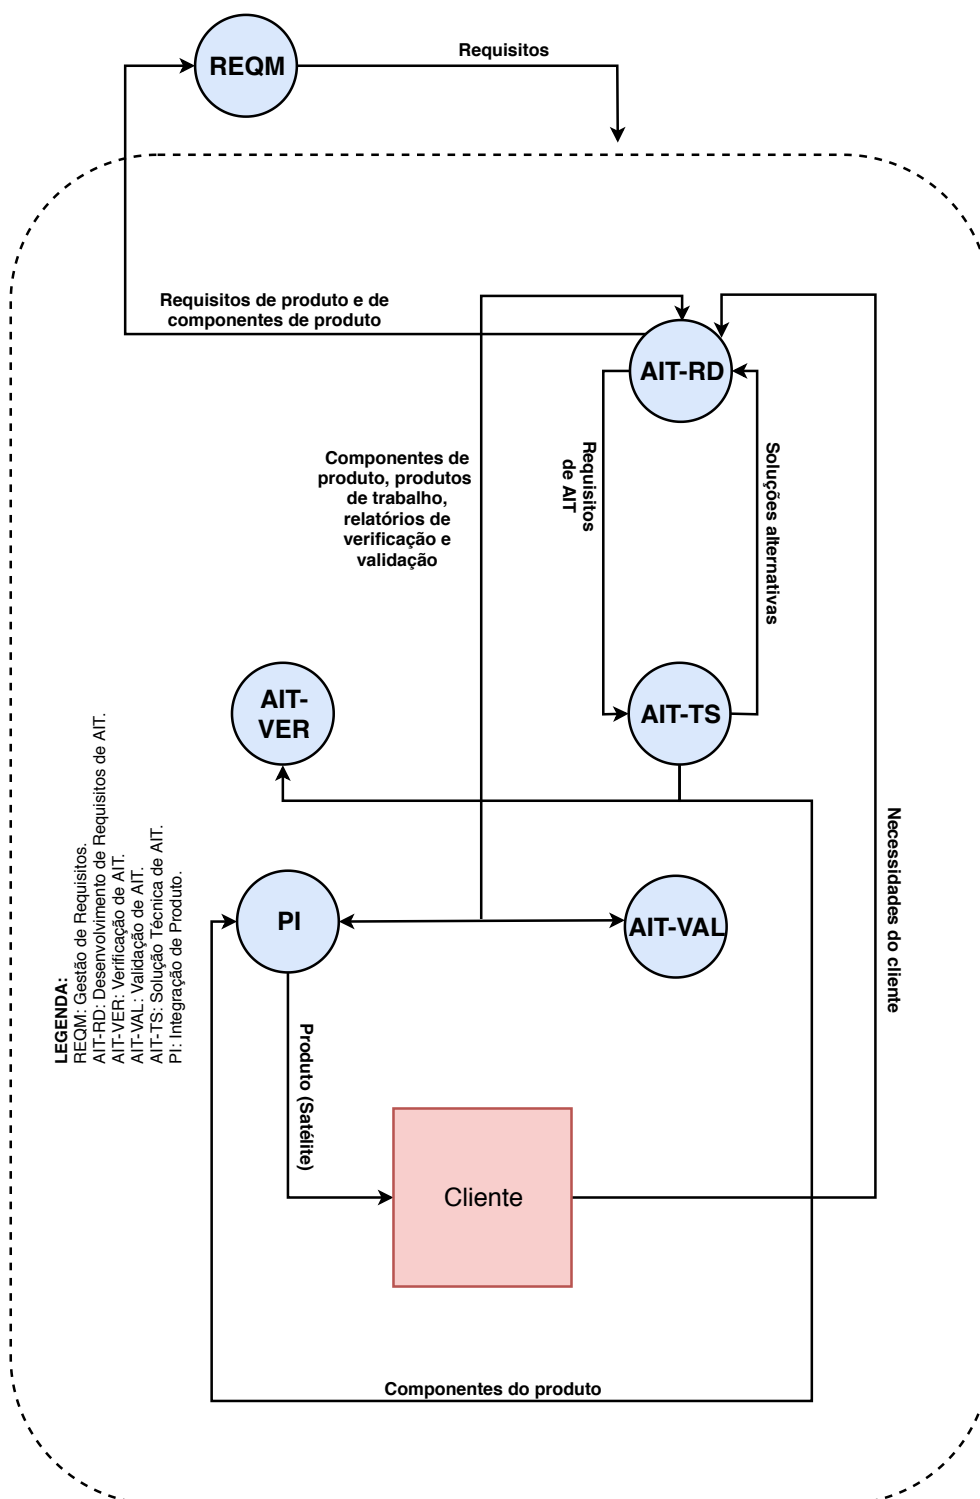 REQM
Requisitos
Requisitos de produto e de
componentes de produto
AIT-RD
Componentes de
produto, produtos
de trabalho,
relatórios de
verificação e
validação
Requisitos
de AIT
Soluções alternativas
AIT-
VER
AIT-TS
Necessidades do cliente
LEGENDA:
REQM: Gestão de Requisitos.
AIT-RD: Desenvolvimento de Requisitos de AIT.
AIT-VER: Verificação de AIT.
AIT-VAL: Validação de AIT.
AIT-TS: Solução Técnica de AIT.
PI: Integração de Produto.
PI
AIT-VAL
Produto (Satélite)
Cliente
Componentes do produto